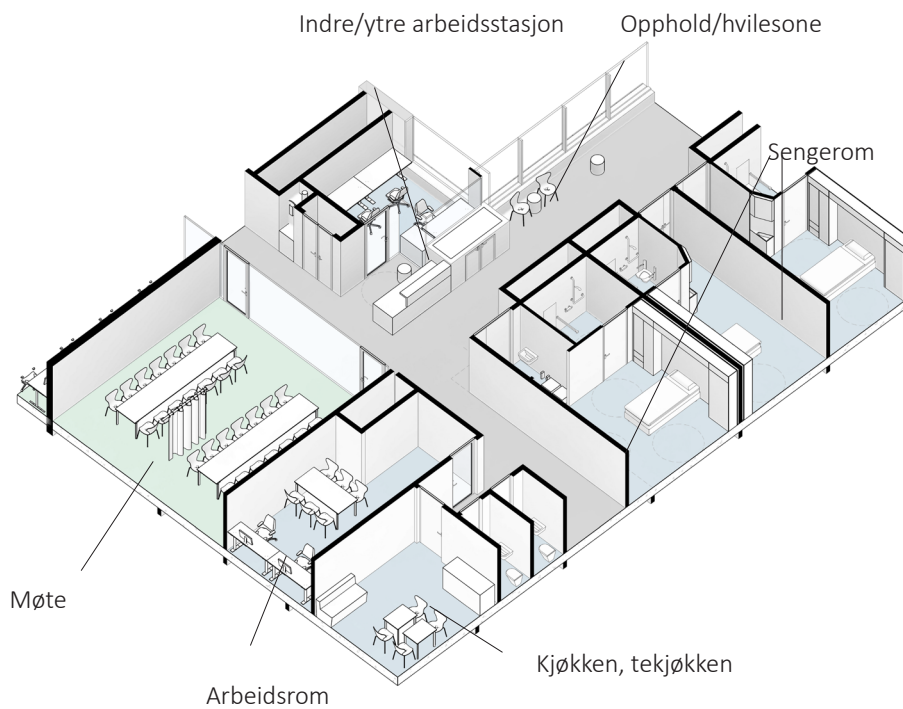 Indre/ytre arbeidsstasjon
Opphold/hvilesone
Sengerom
Møte
Kjøkken, tekjøkken
Arbeidsrom